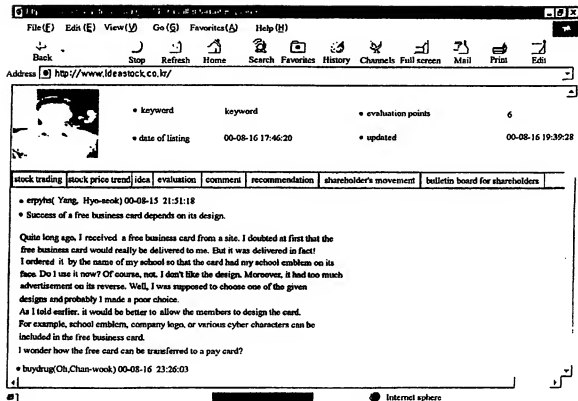 File(F) Edit (E) View(V) Go(G) Favorites(A) Help(H)
Back Stop Refresh Home Search Favorites History Channels Full screen Mail Print Edit
Address http://www.Ideastock.co.kr/
• keyword keyword • evaluation points 6
• date of listing 00-08-16 17:46:20 • updated 00-08-16 19:39:28
stock trading stock price trend idea evaluation comment recommendation shareholder's movement bulletin board for shareholders
• erpyhs( Yang, Hyo-seok) 00-08-15 21:51:18
• Success of a free business card depends on its design.
Quite long ago, I received a free business card from a site. I doubted at first that the
free business card would really be delivered to me. But it was delivered in fact!
I ordered it by the name of my school so that the card had my school emblem on its
face. Do I use it now? Of course, not. I don't like the design. Moreover, it had too much
advertisement on its reverse. Well, I was supposed to choose one of the given
designs and probably I made a poor choice.
As I told earlier, it would be better to allow the members to design the card.
For example, school emblem, company logo, or various cyber characters can be
included in the free business card.
I wonder how the free card can be transferred to a pay card?
• buydrug(Oh,Chan-wook) 00-08-16 23:26:03
Internet sphere